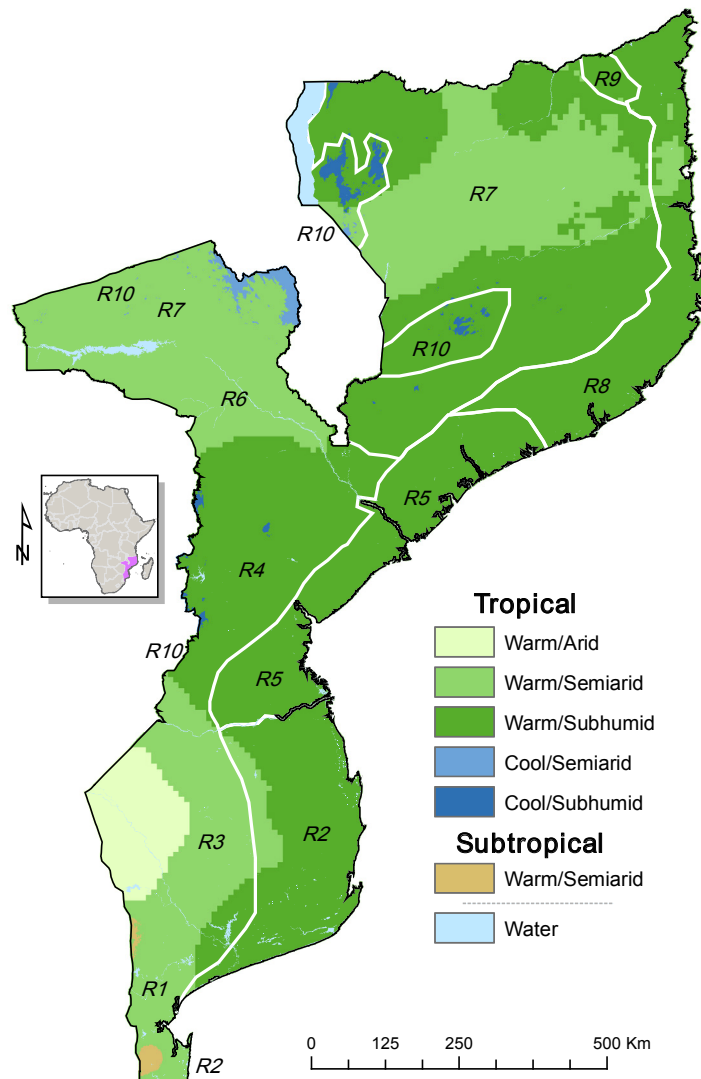 R9
R7
R10
R10
R7
R10
R6
R8
R5
R4
N
R10
R5
R3
R2
R1
R2
Tropical
Warm/Arid
Warm/Semiarid
Warm/Subhumid
Cool/Semiarid
Cool/Subhumid
Subtropical
Warm/Semiarid
Water
0 125 250 500 Km